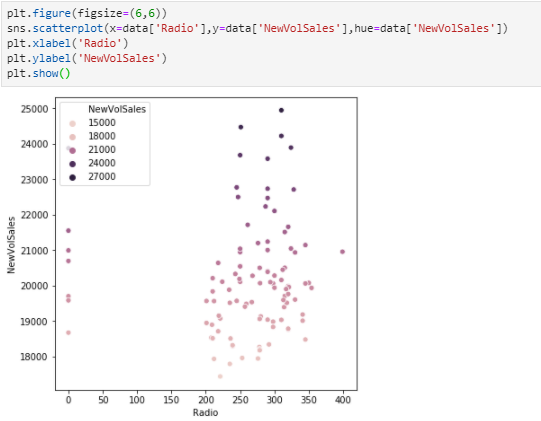 plt.figure(figsize=(6,6))
sns.scatterplot(x=data['Radio'],y=data['NewVolSales'],hue=data['NewVolSales'])
plt.xlabel('Radio')
plt.ylabel('NewVolSales')
plt.show()
NewVolSales
15000
18000
21000
24000
27000
25000
24000
23000
22000
21000
20000
19000
18000
NewVolSales
0 50 100 150 200 250 300 350 400
Radio